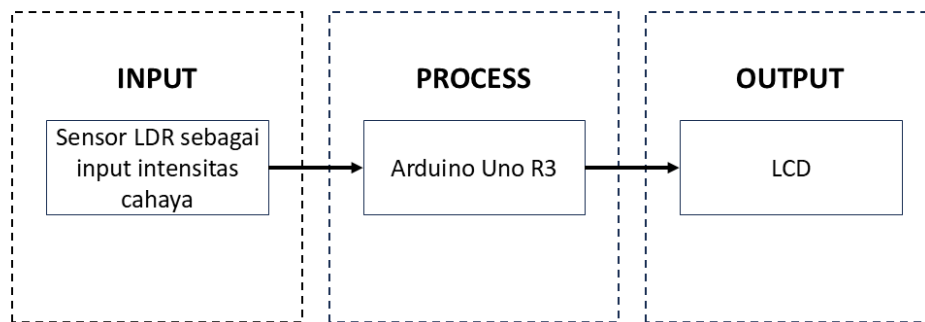 INPUT
Sensor LDR sebagai
input intensitas
cahaya
PROCESS
Arduino Uno R3
OUTPUT
LCD